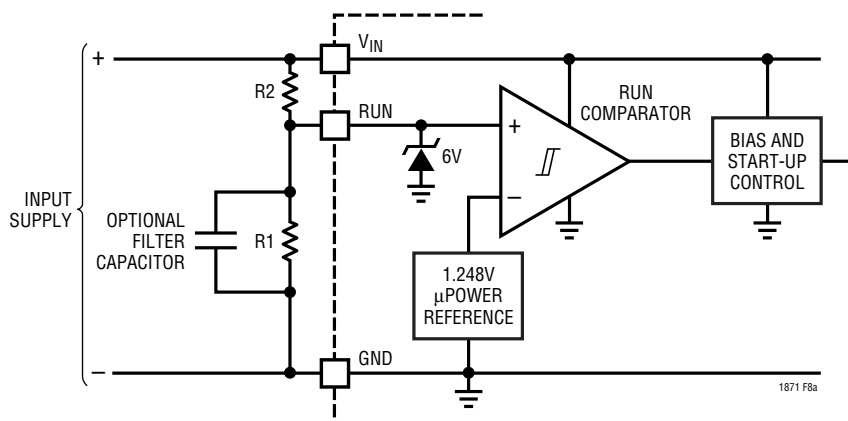 VIN
+
R2
RUN
RUN
COMPARATOR
+
6V
BIAS AND
START-UP
CONTROL
INPUT
SUPPLY
OPTIONAL
FILTER
CAPACITOR
R1
–
1.248V
µPOWER
REFERENCE
GND
–
1871 F8a